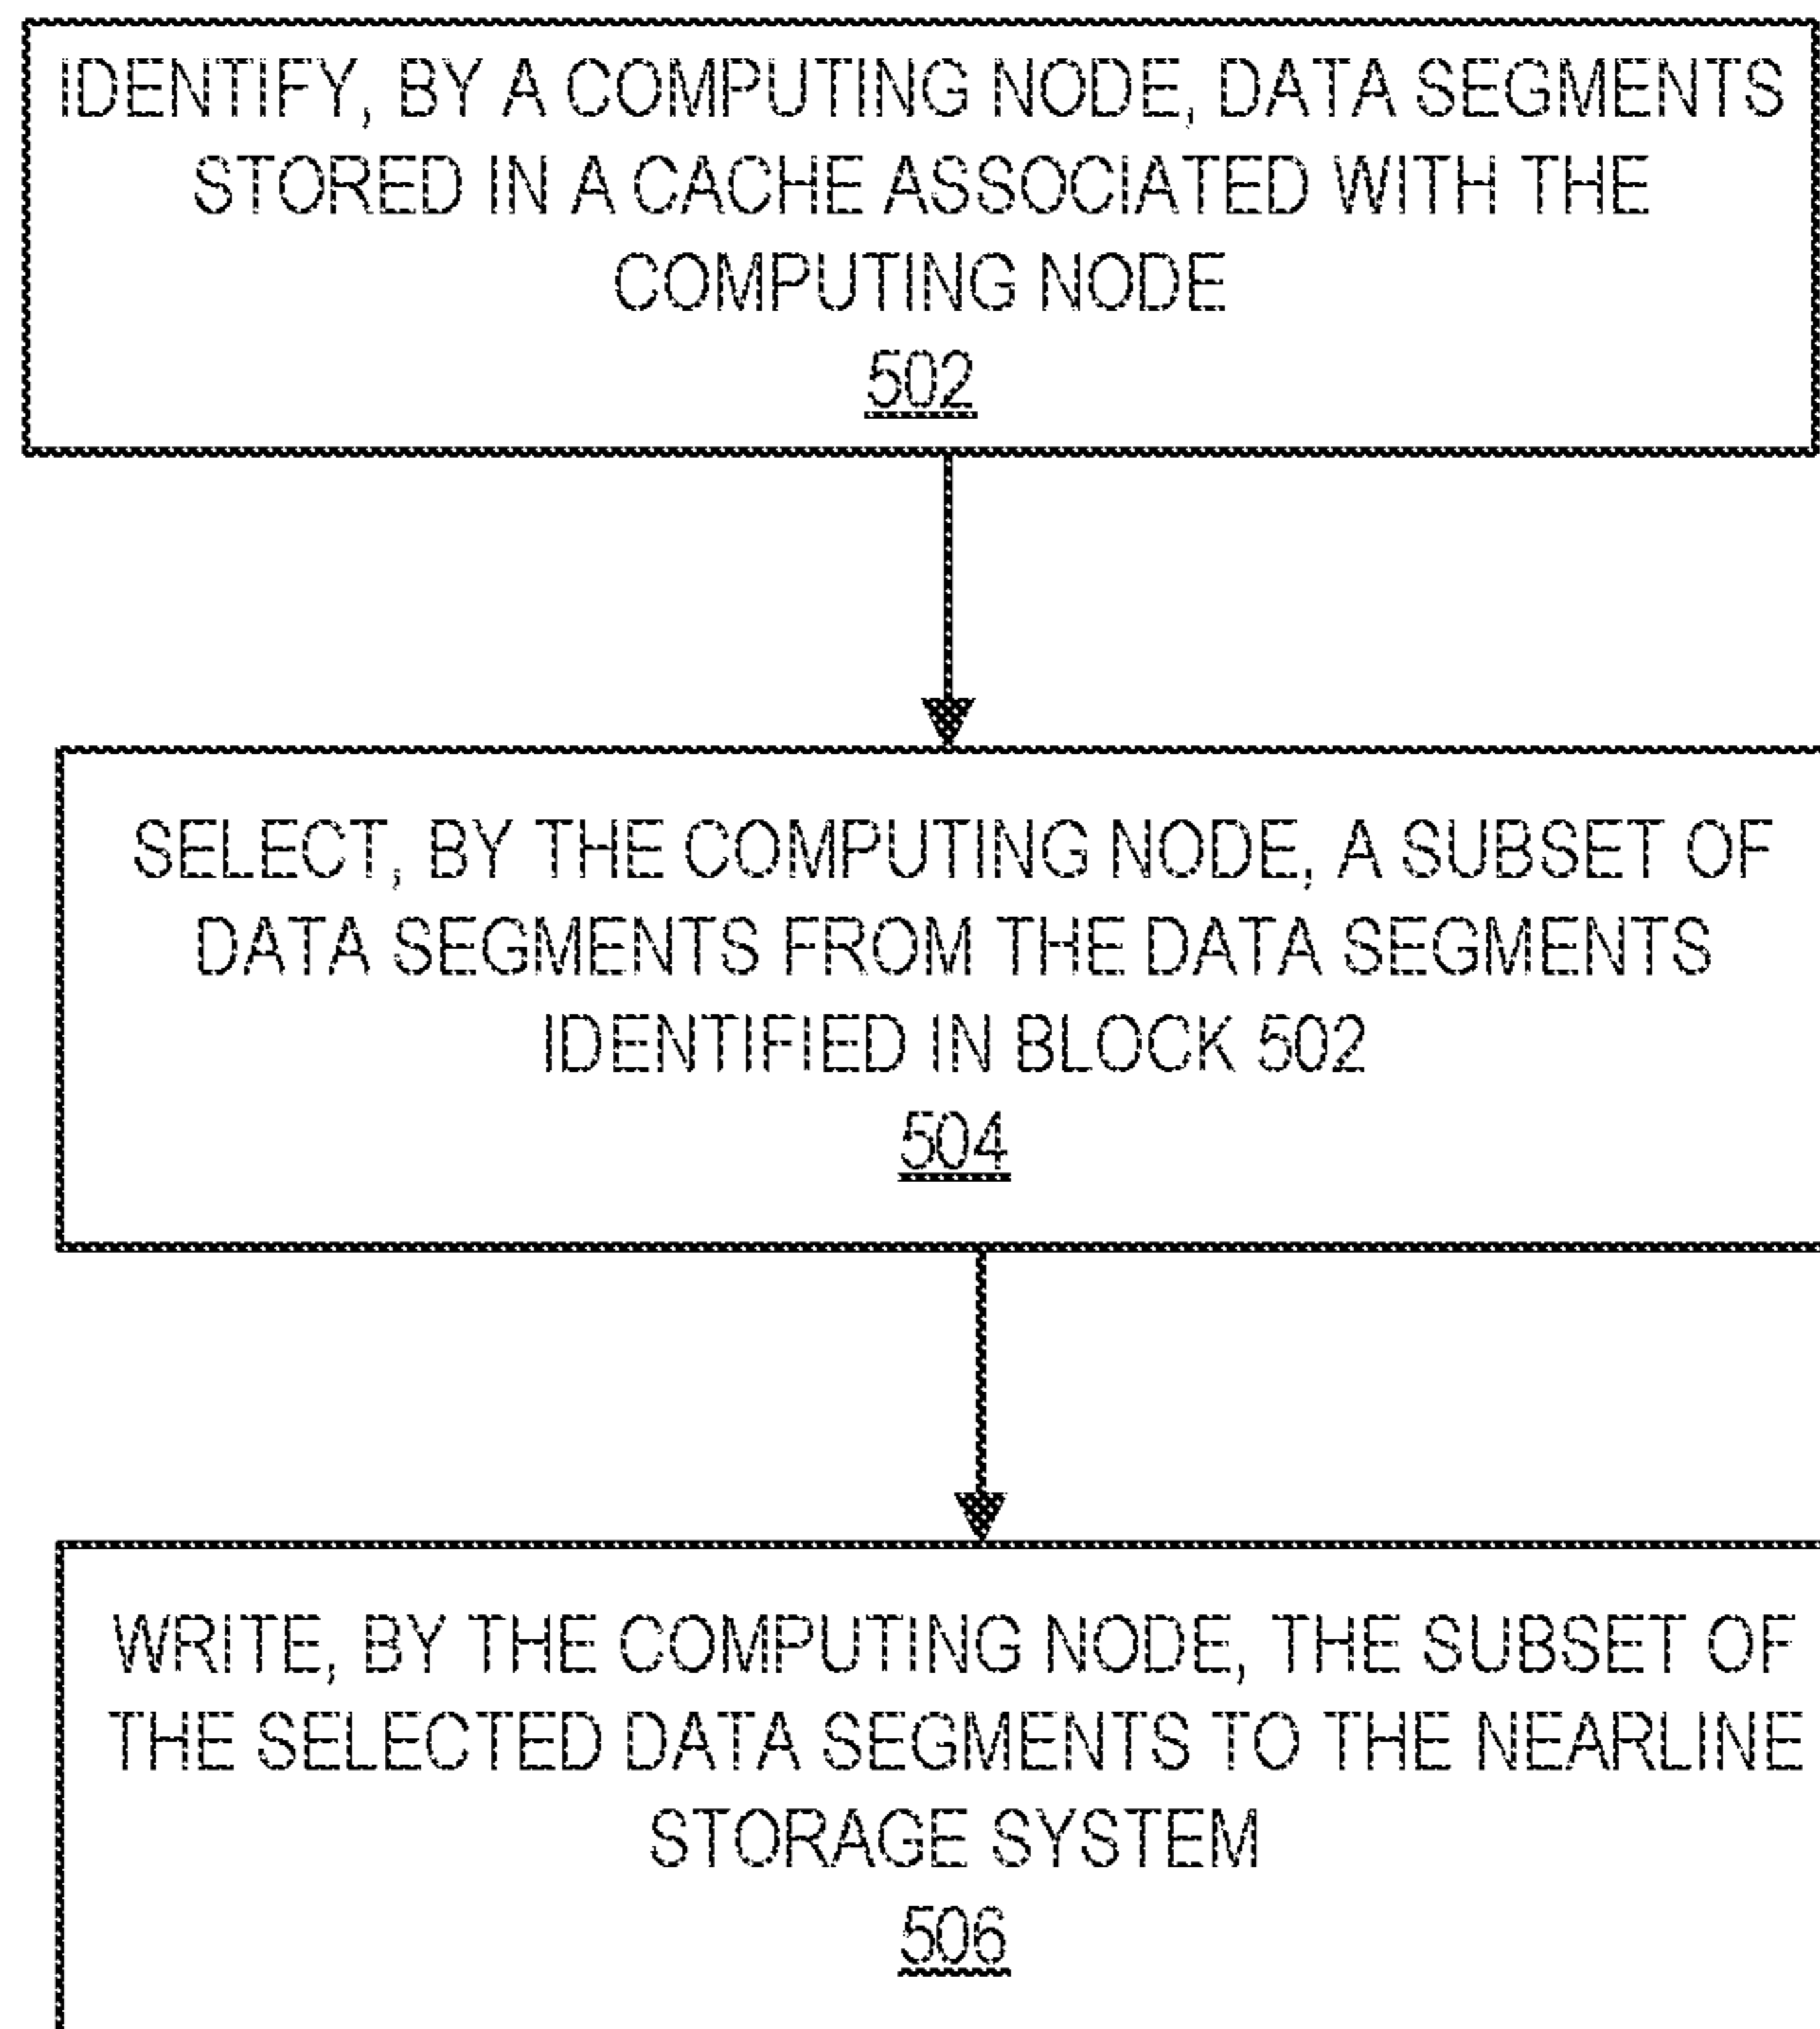 IDENTIFY, BY A COMPUTING NODE, DATA SEGMENTS
STORED IN A CACHE ASSOCIATED WITH THE
COMPUTING NODE
502
SELECT, BY THE COMPUTING NODE, A SUBSET OF
DATA SEGMENTS FROM THE DATA SEGMENTS
IDENTIFIED IN BLOCK 502
504
WRITE, BY THE COMPUTING NODE, THE SUBSET OF
THE SELECTED DATA SEGMENTS TO THE NEARLINE
STORAGE SYSTEM
506